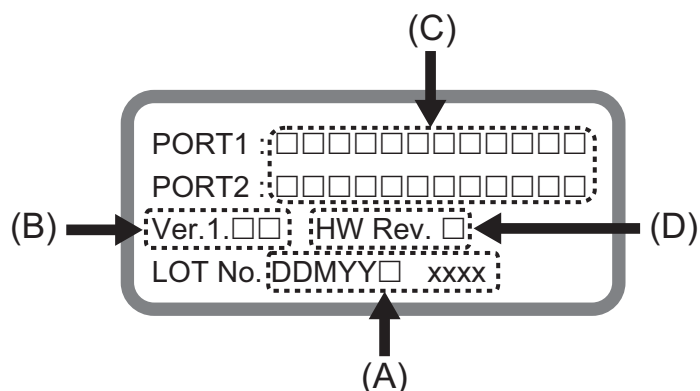 (C)
PORT1 : □□□□□□□□□□□□
PORT2 : □□□□□□□□□□□□
(B) Ver.1.□□ HW Rev. □ (D)
LOT No. DDMYY□ xxxx
(A)